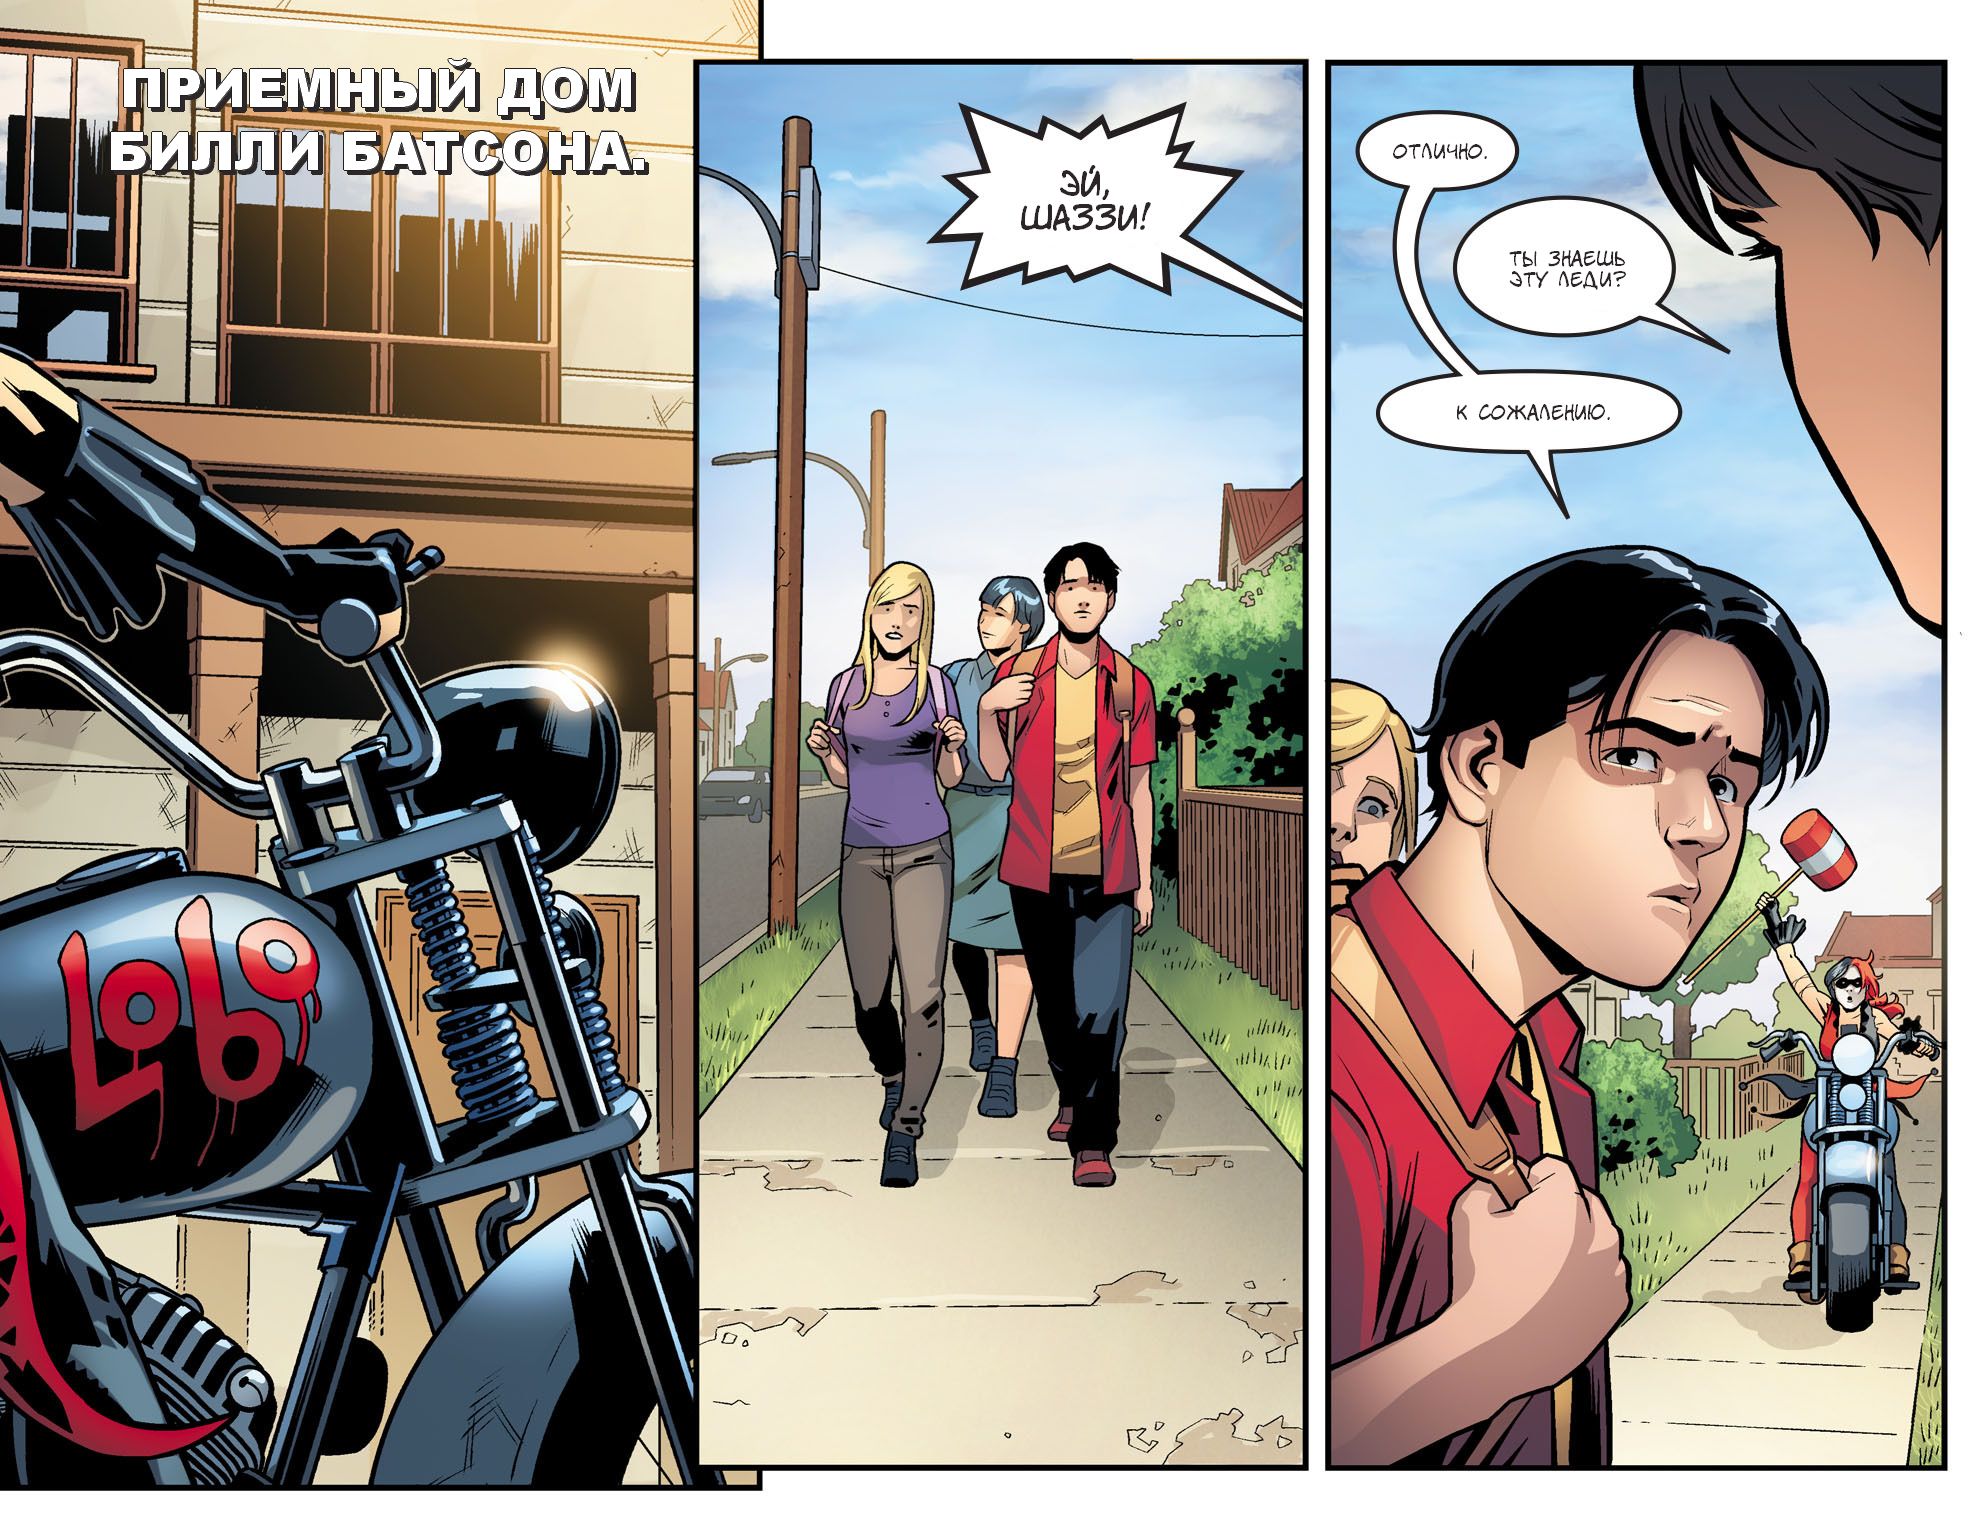 ПРИЕМНЫЙ ДОМ
БИЛЛИ БАТСОНА.
Lobo
ЭЙ,
ШАЗЗИ!
ОТЛИЧНО.
ТЫ ЗНАЕШЬ
ЭТУ ЛЕДИ?
К СОЖАЛЕНИЮ.